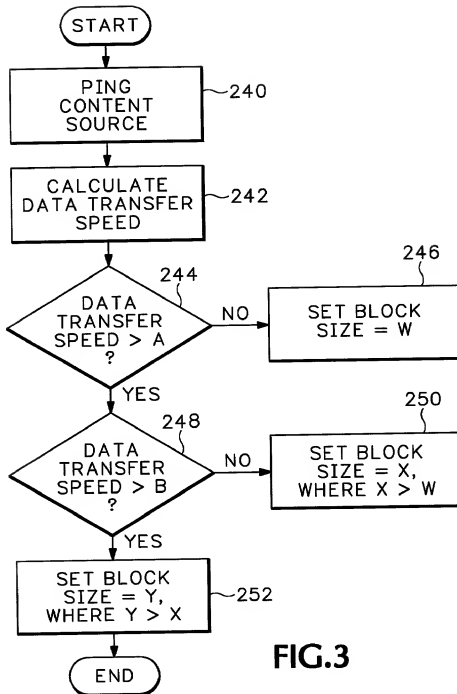 START
PING
CONTENT
SOURCE
240
CALCULATE
DATA TRANSFER
SPEED
242
244
DATA
TRANSFER
SPEED > A
?
NO
246
SET BLOCK
SIZE = W
YES
248
DATA
TRANSFER
SPEED > B
?
NO
250
SET BLOCK
SIZE = X,
WHERE X > W
YES
SET BLOCK
SIZE = Y,
WHERE Y > X
252
END
FIG.3